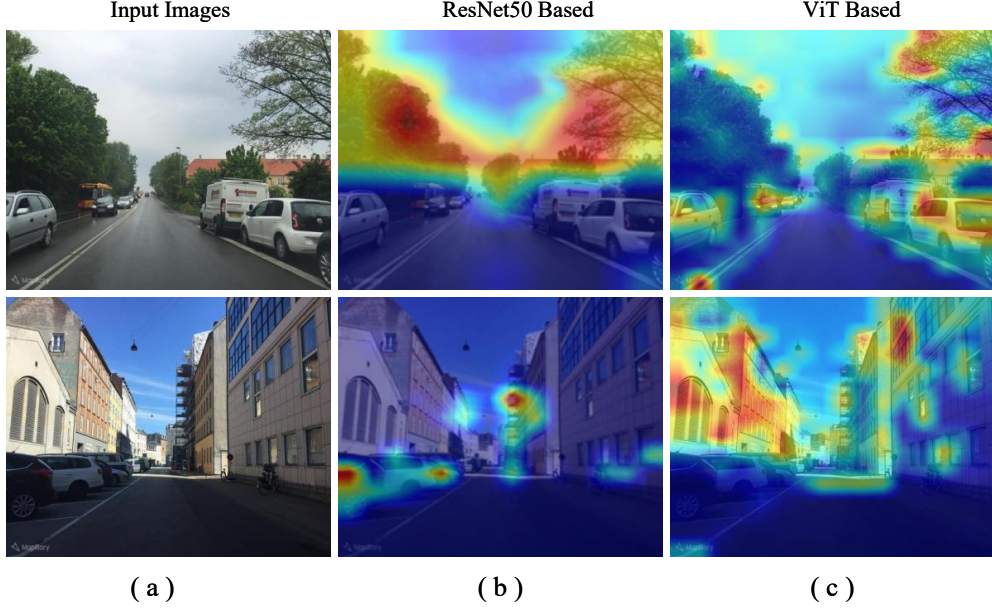 Input Images
ResNet50 Based
ViT Based
( a )
( b )
( c )